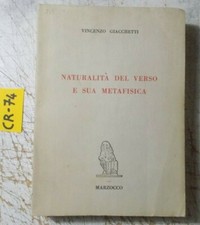 VINCENZO GIACCHETTI
NATURALITÀ DEL VERSO
E SUA METAFISICA
CR-74
MARZOCCO